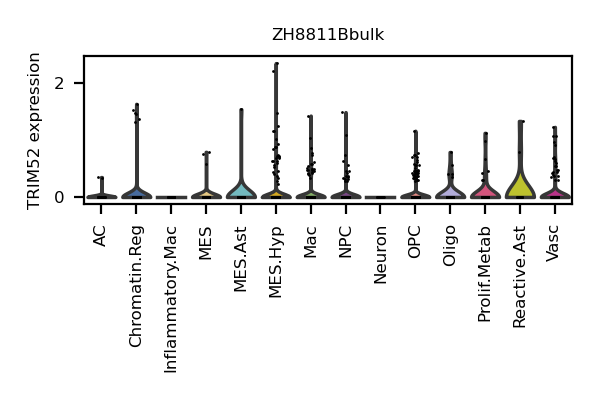 ZH8811Bbulk
TRIM52 expression
2
0
AC
Chromatin.Reg
Inflammatory.Mac
MES
MES.Ast
MES.Hyp
Mac
NPC
Neuron
OPC
Oligo
Prolif.Metab
Reactive.Ast
Vasc